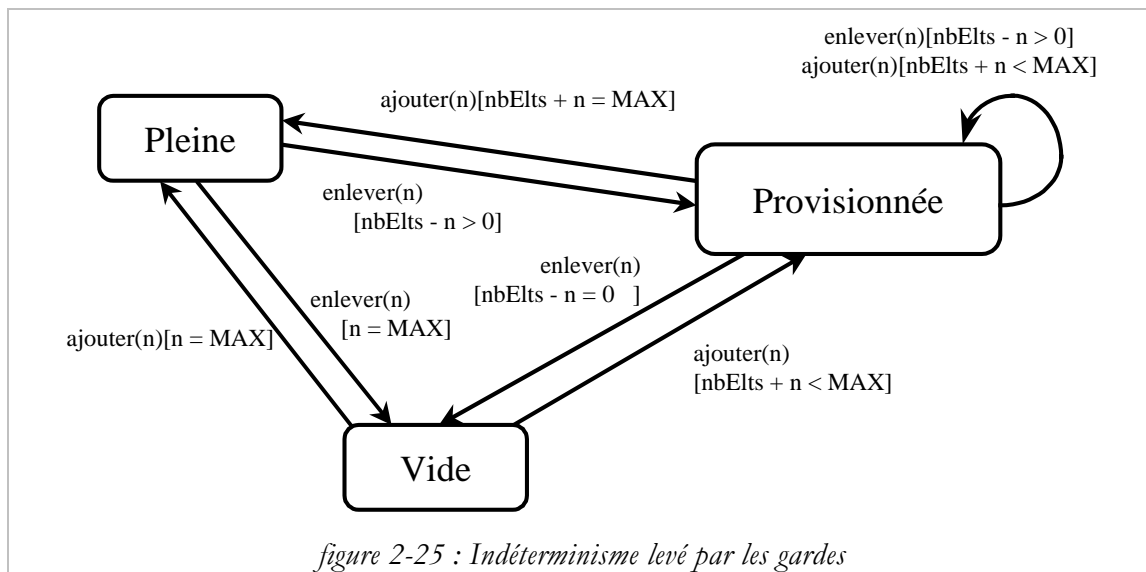 enlever(n)[nbElts - n > 0]
ajouter(n)[nbElts + n < MAX]
ajouter(n)[nbElts + n = MAX]
Pleine
Provisionnée
enlever(n)
[nbElts - n > 0]
enlever(n)
[nbElts - n = 0 ]
enlever(n)
[n = MAX]
ajouter(n)[n = MAX]
ajouter(n)
[nbElts + n < MAX]
Vide
figure 2-25 : Indéterminisme levé par les gardes